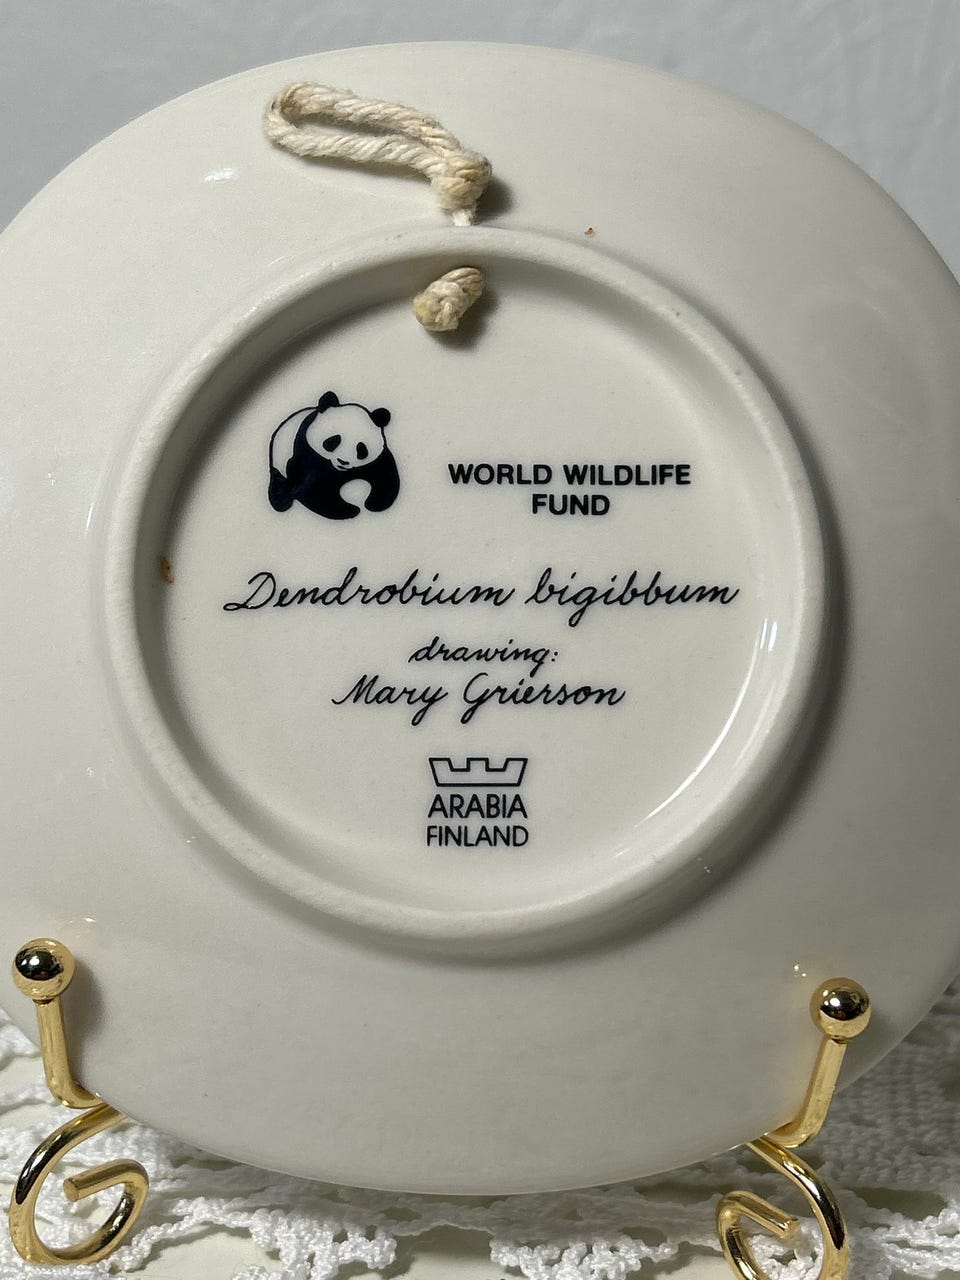 WORLD WILDLIFE
FUND
Dendrobium bigibbum
drawing:
Mary Grierson
ARABIA
FINLAND